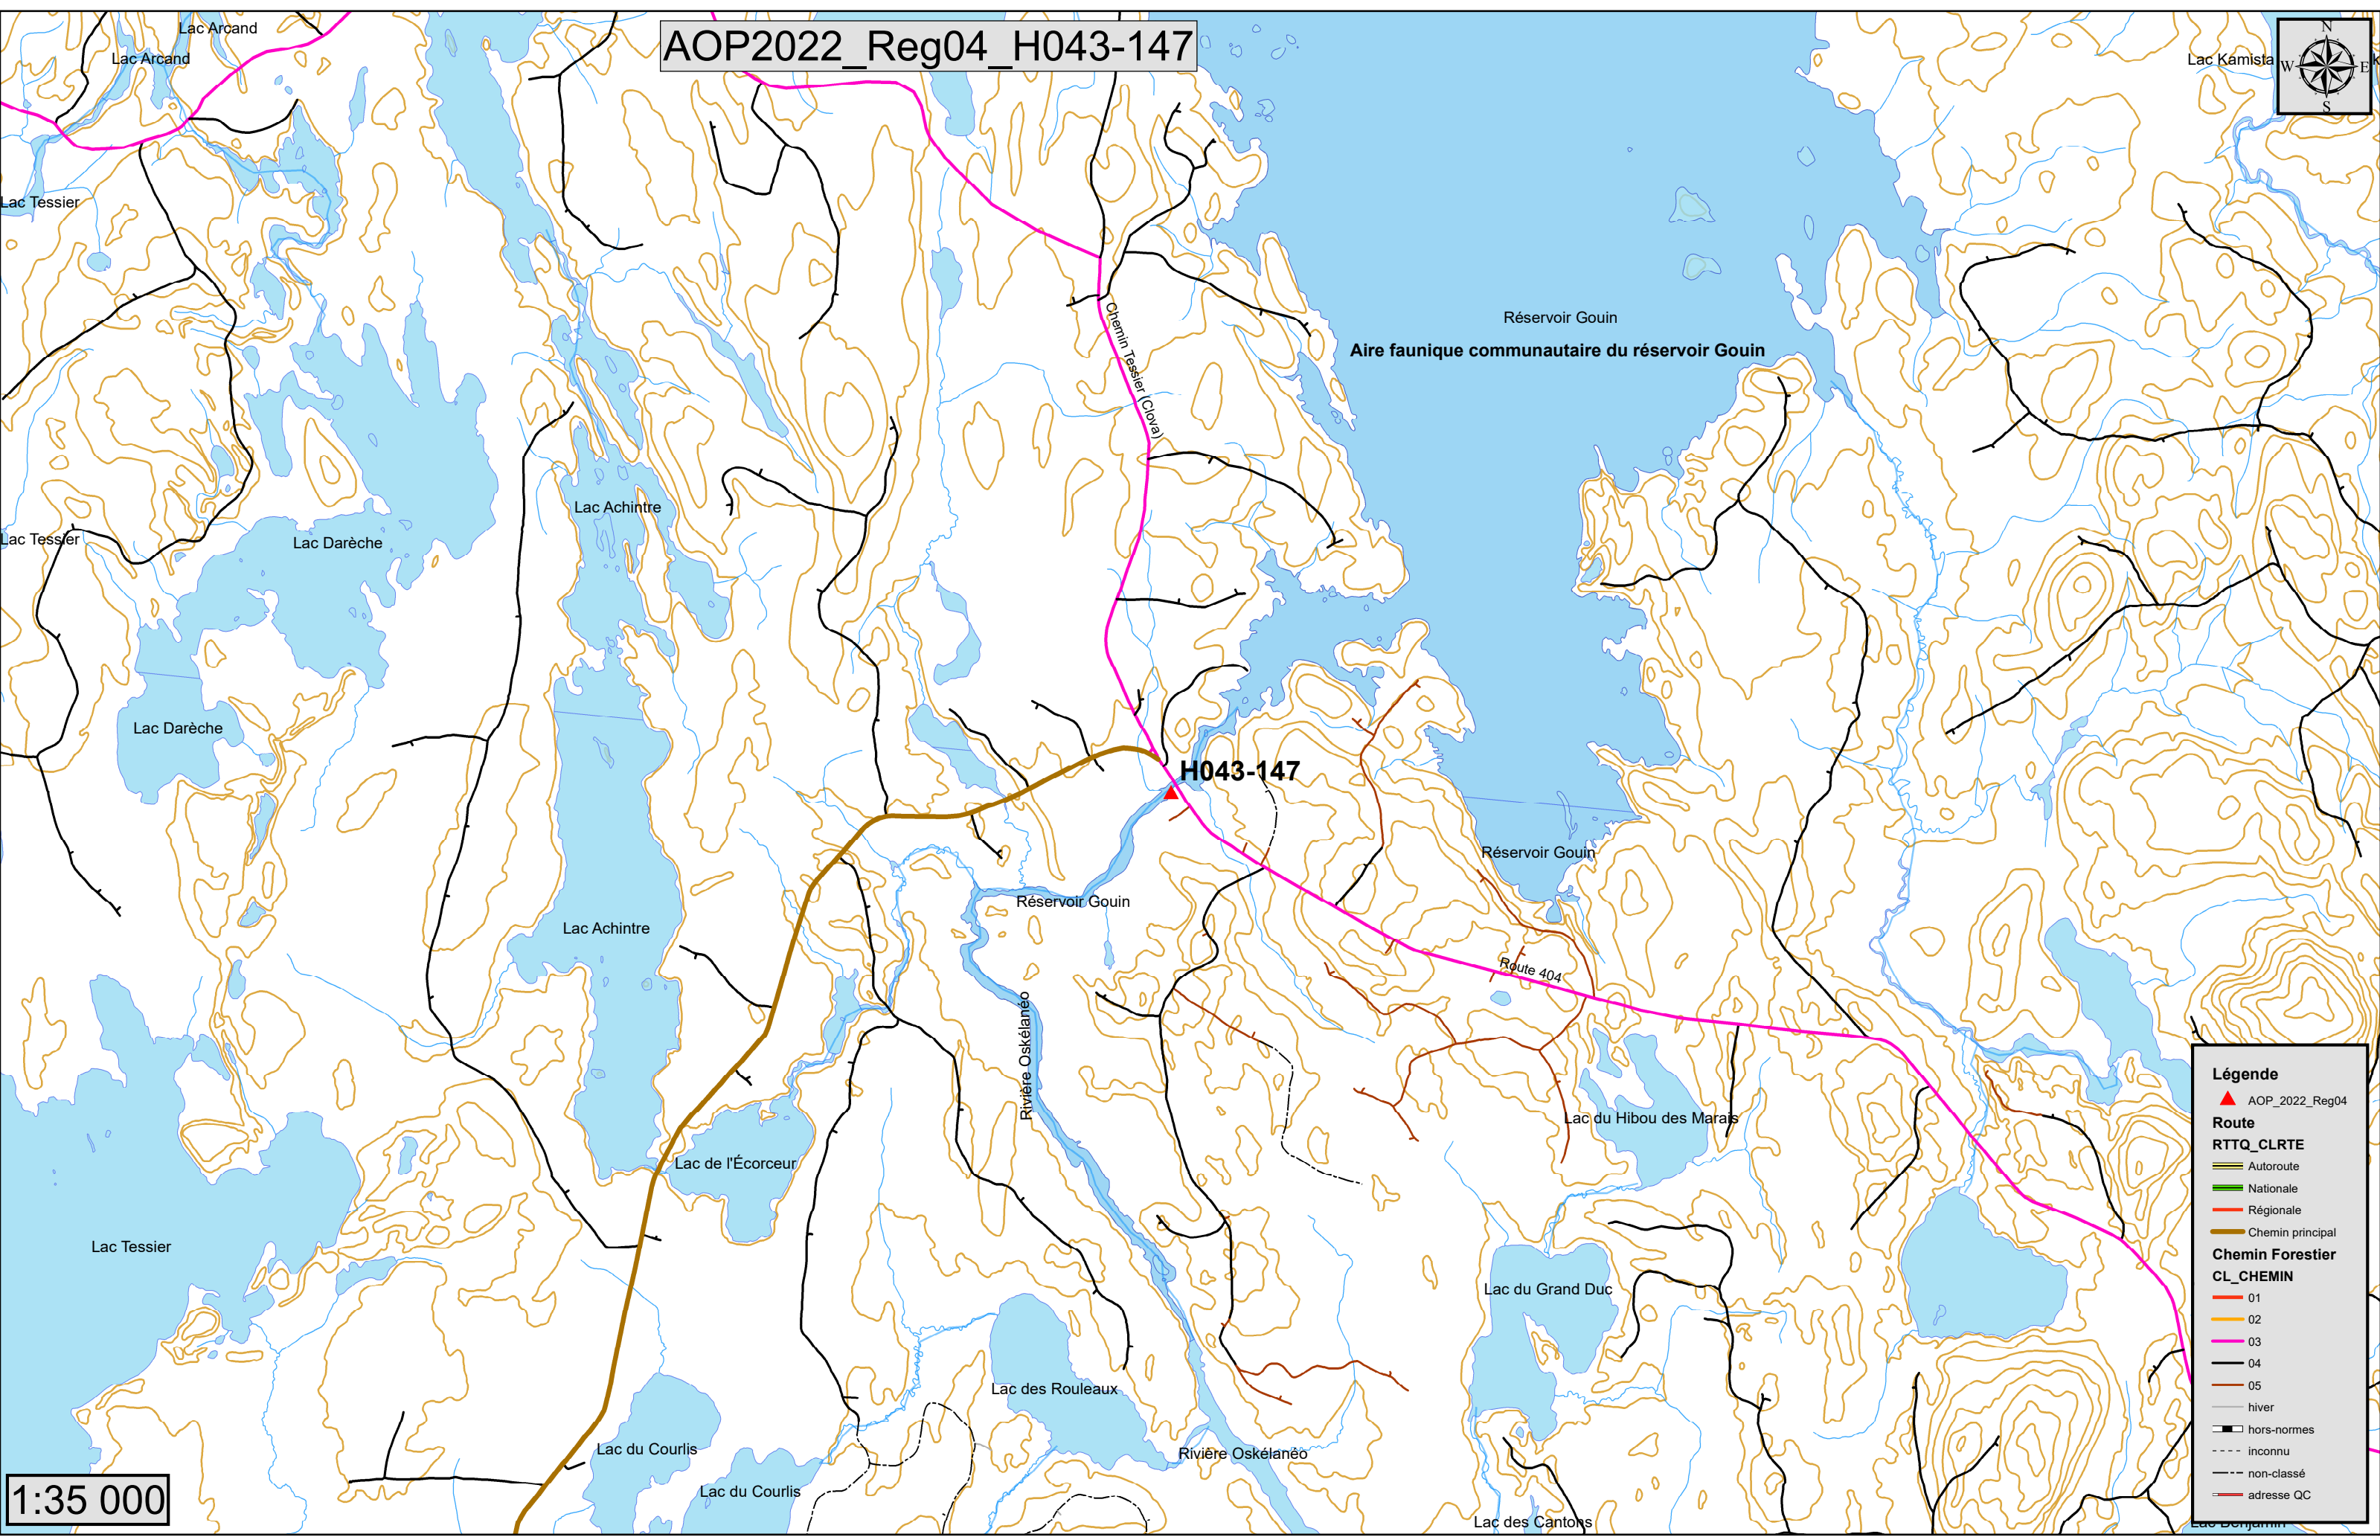 AOP2022_Reg04_H043-147
Lac Arcand
Lac Arcand
Lac Kamista
N
W
E
S
Lac Tessier
Chemin Tessier (Clova)
Réservoir Gouin
Aire faunique communautaire du réservoir Gouin
Lac Achintre
Lac Tessier
Lac Darèche
Lac Darèche
H043-147
Réservoir Gouin
Réservoir Gouin
Lac Achintre
Route 404
Rivière Oskélanéo
Lac du Hibou des Marais
Lac de l'Écorceur
Lac Tessier
Lac du Grand Duc
Lac des Rouleaux
Lac du Courlis
Rivière Oskélanéo
Lac du Courlis
Lac des Cantons
Lac Benjamin
1:35 000
Légende
AOP_2022_Reg04
Route
RTTQ_CLRTE
Autoroute
Nationale
Régionale
Chemin principal
Chemin Forestier
CL_CHEMIN
01
02
03
04
05
hiver
hors-normes
inconnu
non-classé
adresse QC